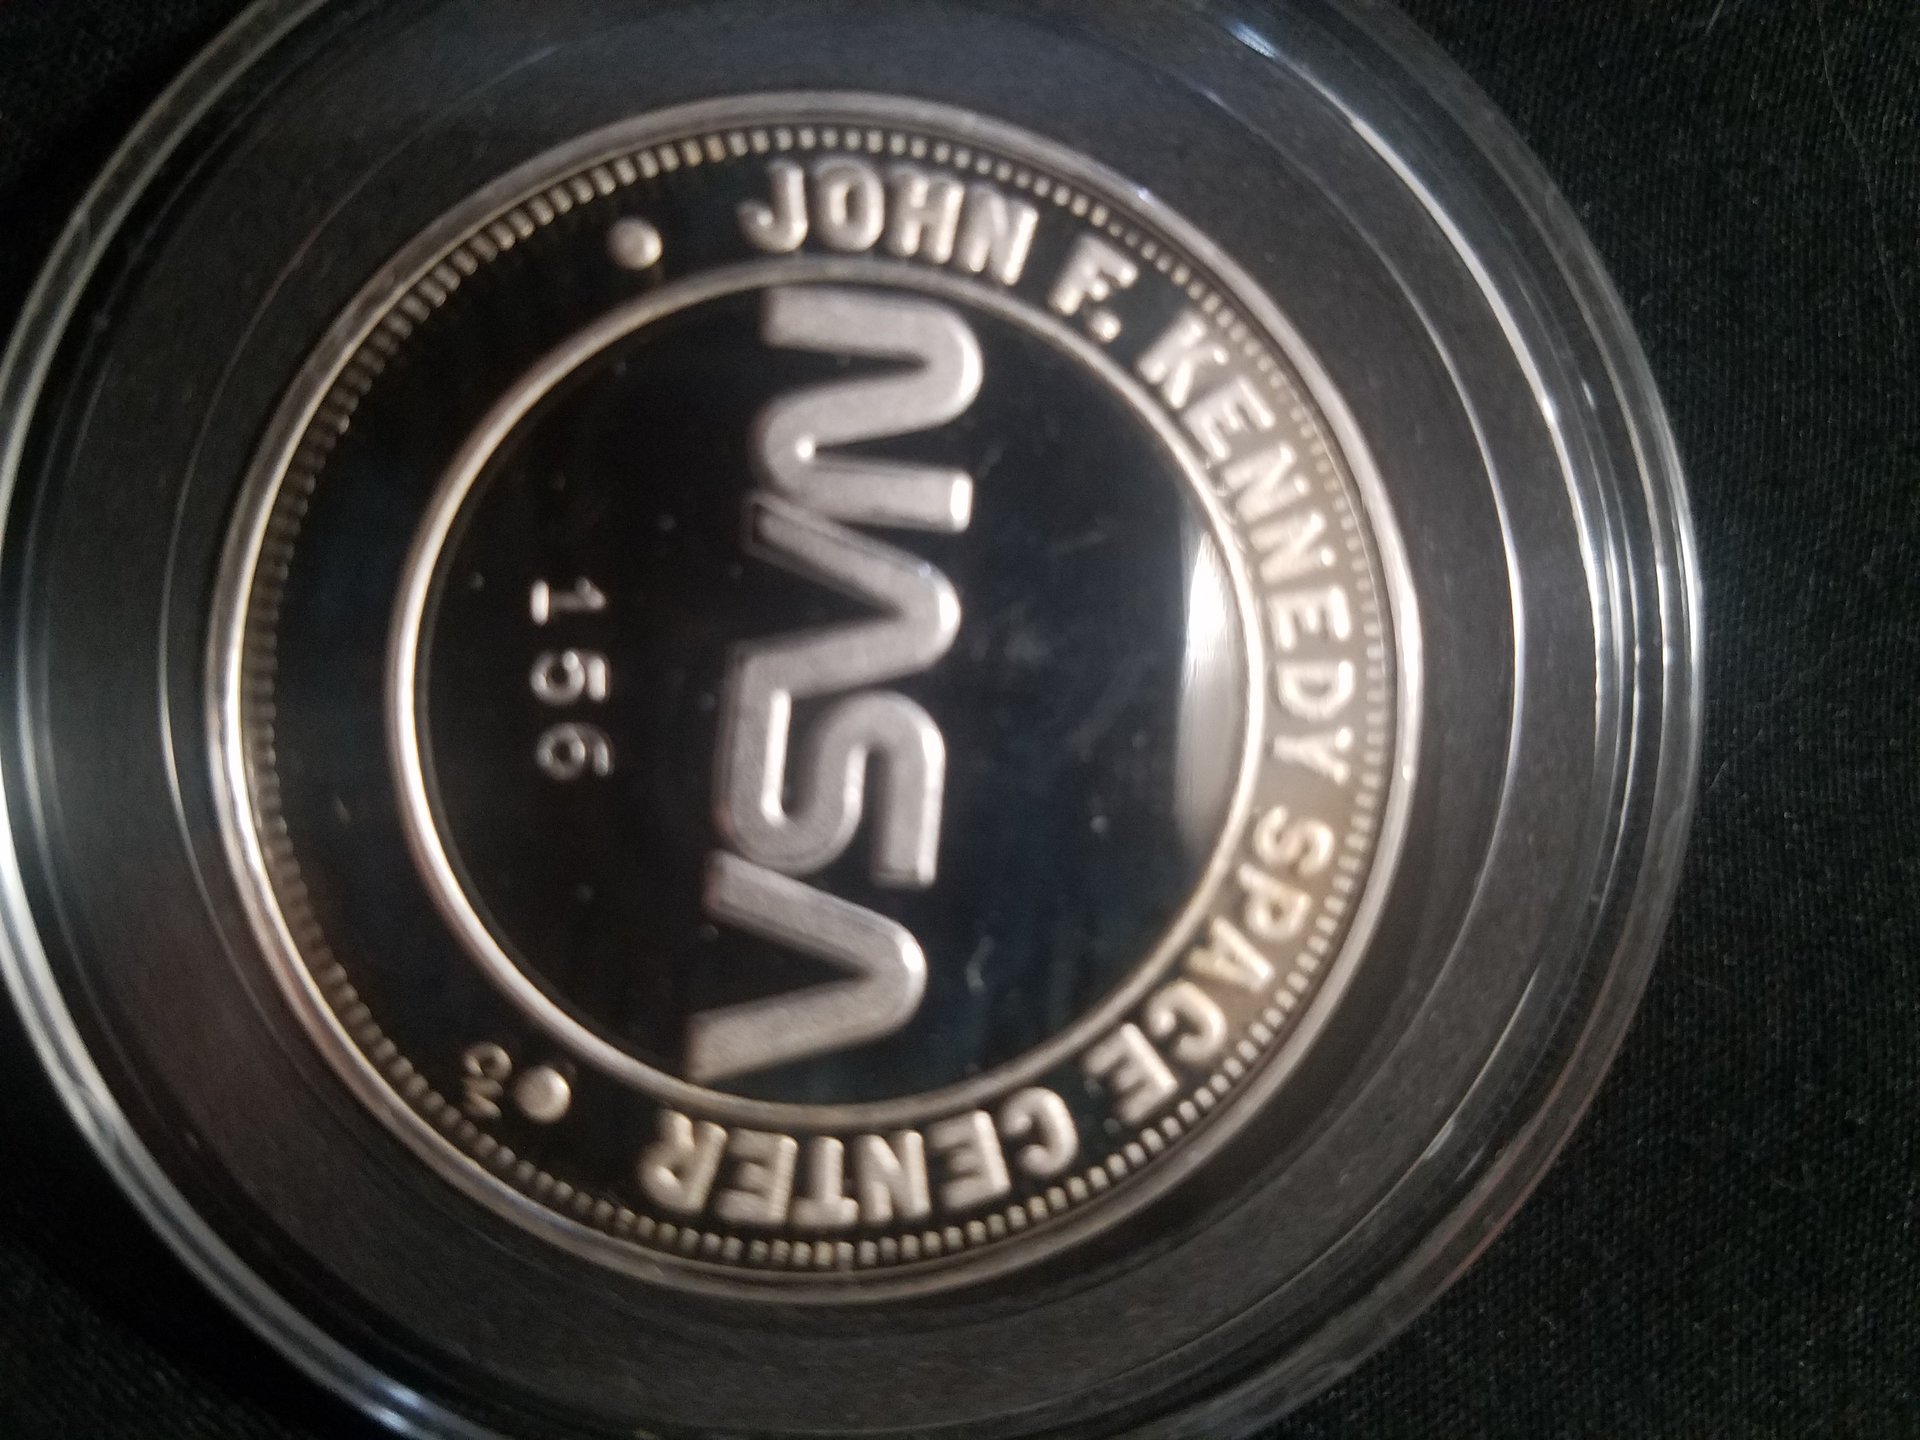 JOHN F. KENNEDY SPACE CENTER
NASA
156